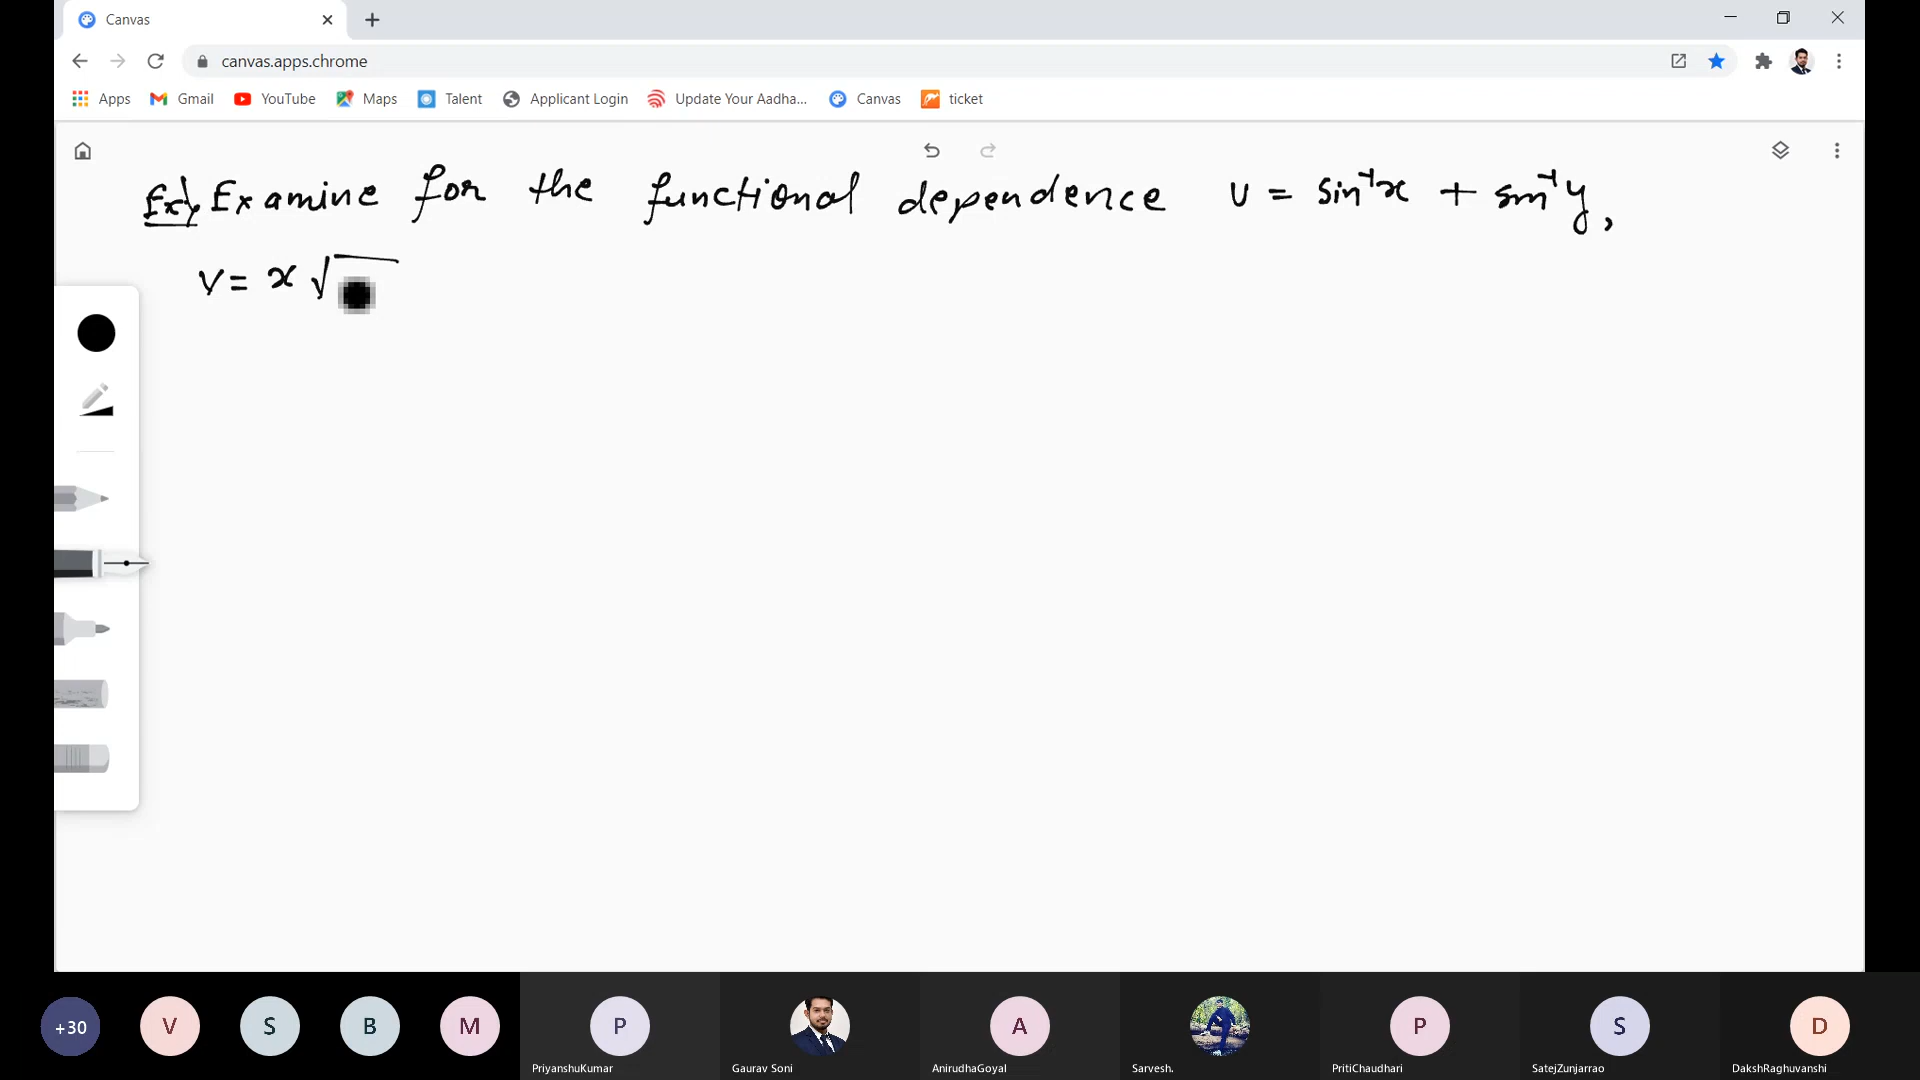 Canvas
canvas.apps.chrome
Apps Gmail YouTube Maps Talent Applicant Login Update Your Aadha... Canvas ticket
Ex) Examine for the functional dependence u = sin⁻¹x + sin⁻¹y,
v = x √
+30 V S B M P A P S D
PriyanshuKumar Gaurav Soni AnirudhaGoyal Sarvesh. PritiChaudhari SatejZunjarrao DakshRaghuvanshi